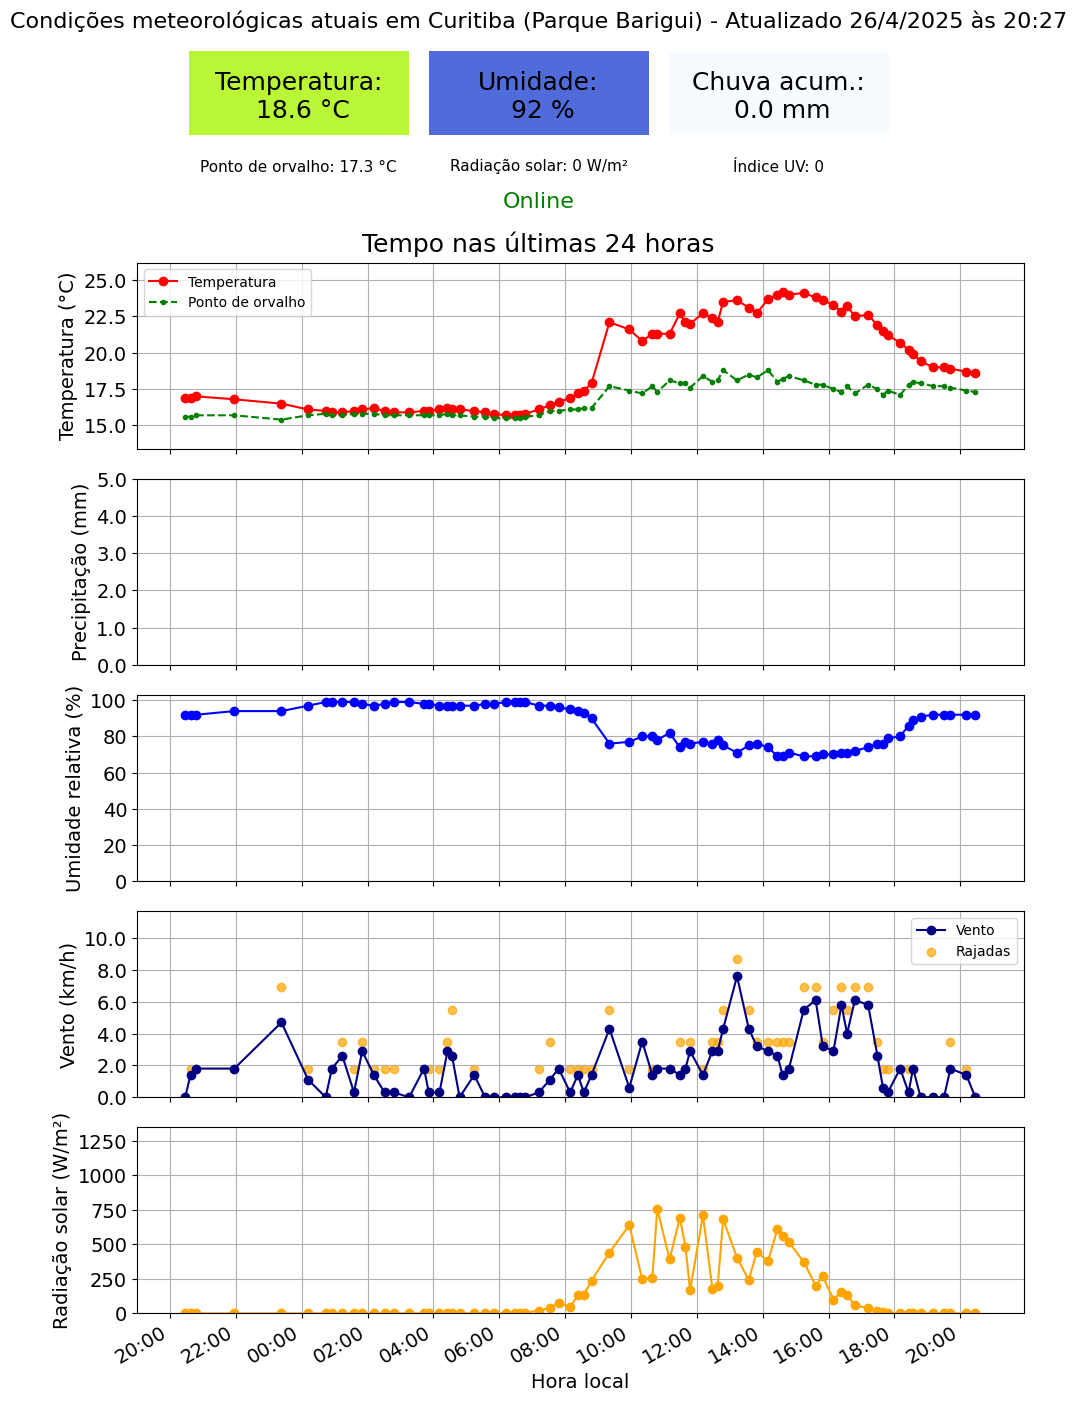 Condições meteorológicas atuais em Curitiba (Parque Barigui) - Atualizado 26/4/2025 às 20:27
Temperatura:
18.6 °C
Umidade:
92 %
Chuva acum.:
0.0 mm
Ponto de orvalho: 17.3 °C
Radiação solar: 0 W/m²
Índice UV: 0
Online
Tempo nas últimas 24 horas
Temperatura (°C)
25.0
22.5
20.0
17.5
15.0
Temperatura
Ponto de orvalho
Precipitação (mm)
5.0
4.0
3.0
2.0
1.0
0.0
Umidade relativa (%)
100
80
60
40
20
0
Vento (km/h)
10.0
8.0
6.0
4.0
2.0
0.0
Vento
Rajadas
Radiação solar (W/m²)
1250
1000
750
500
250
0
20:00
22:00
00:00
02:00
04:00
06:00
08:00
10:00
12:00
14:00
16:00
18:00
20:00
Hora local